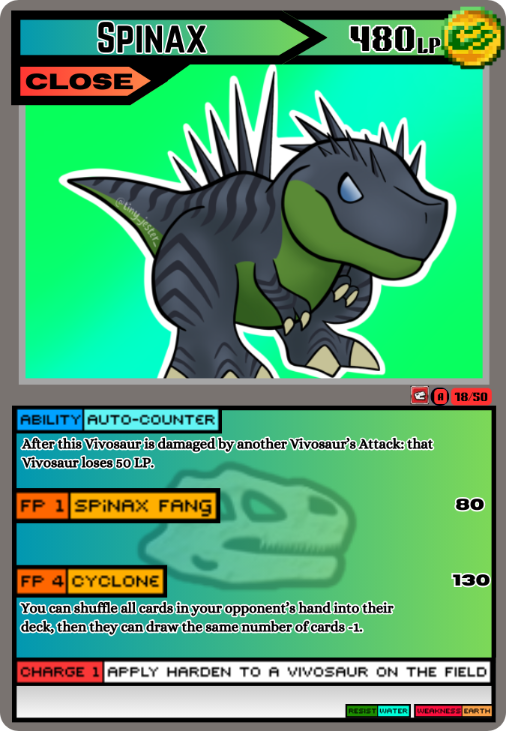 SPINAX
480LP
CLOSE
@tiny_jester_
A 18/50
ABILITY AUTO-COUNTER
After this Vivosaur is damaged by another Vivosaur's Attack: that
Vivosaur loses 50 LP.
FP 1 SPiNAX FANG 80
FP 4 CYCLONE 130
You can shuffle all cards in your opponent's hand into their
deck, then they can draw the same number of cards -1.
CHARGE 1 APPLY HARDEN TO A VIVOSAUR ON THE FIELD
RESIST WATER WEAKNESS EARTH